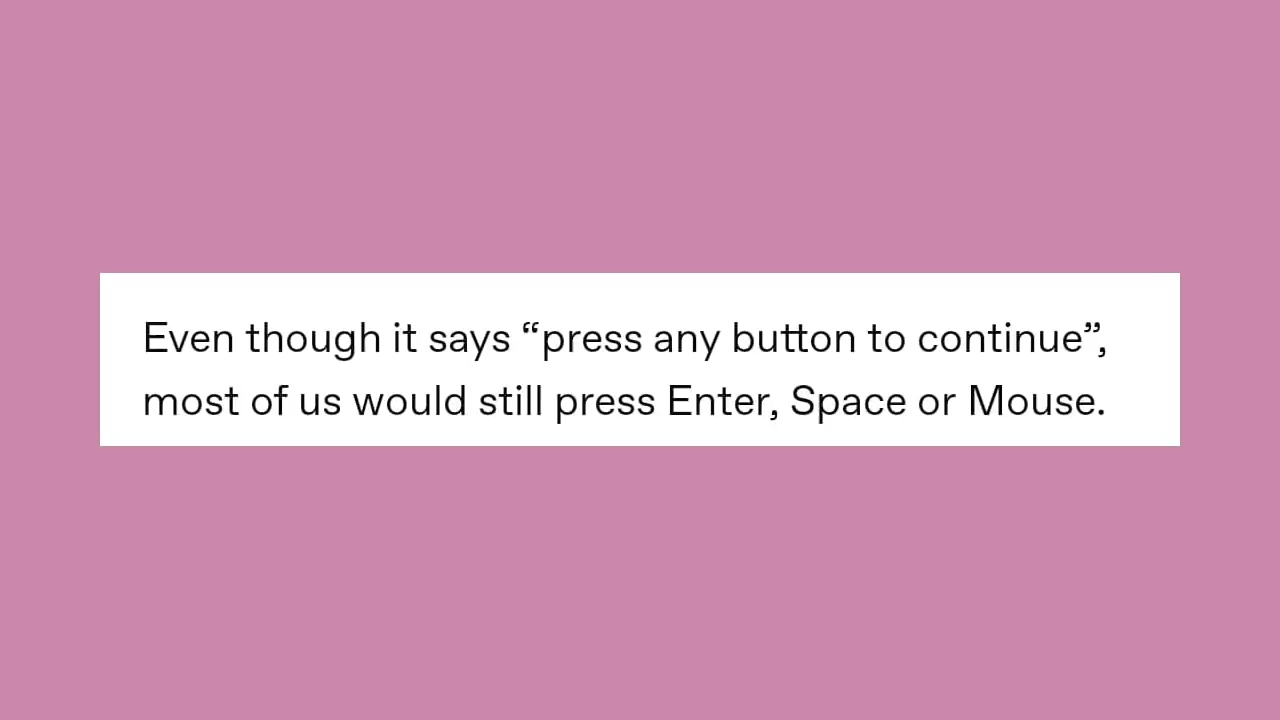 Even though it says “press any button to continue”,
most of us would still press Enter, Space or Mouse.